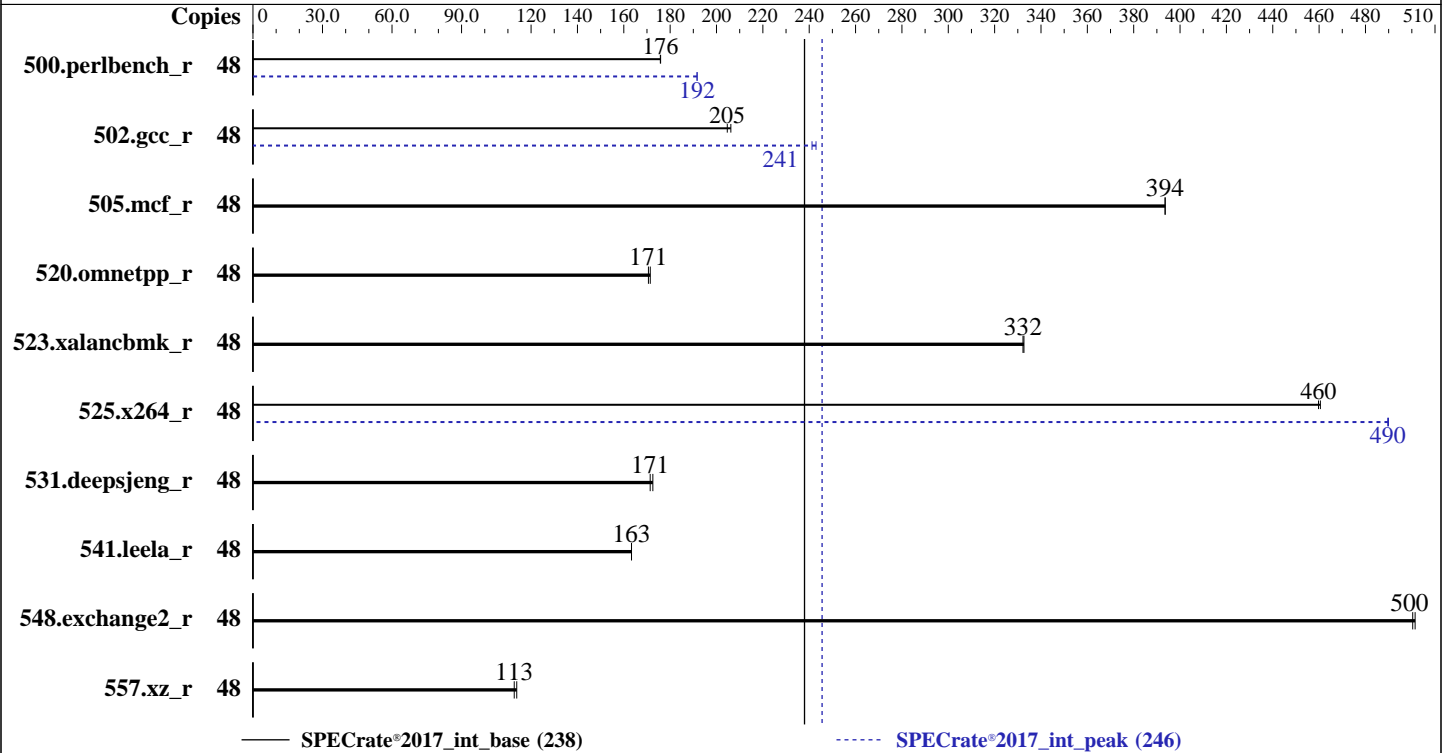 Copies 0 30.0 60.0 90.0 120 140 160 180 200 220 240 260 280 300 320 340 360 380 400 420 440 460 480 510
176
500.perlbench_r 48
192
205
502.gcc_r 48
241
394
505.mcf_r 48
171
520.omnetpp_r 48
332
523.xalancbmk_r 48
460
525.x264_r 48
490
171
531.deepsjeng_r 48
163
541.leela_r 48
500
548.exchange2_r 48
113
557.xz_r 48
SPECrate®2017_int_base (238) SPECrate®2017_int_peak (246)